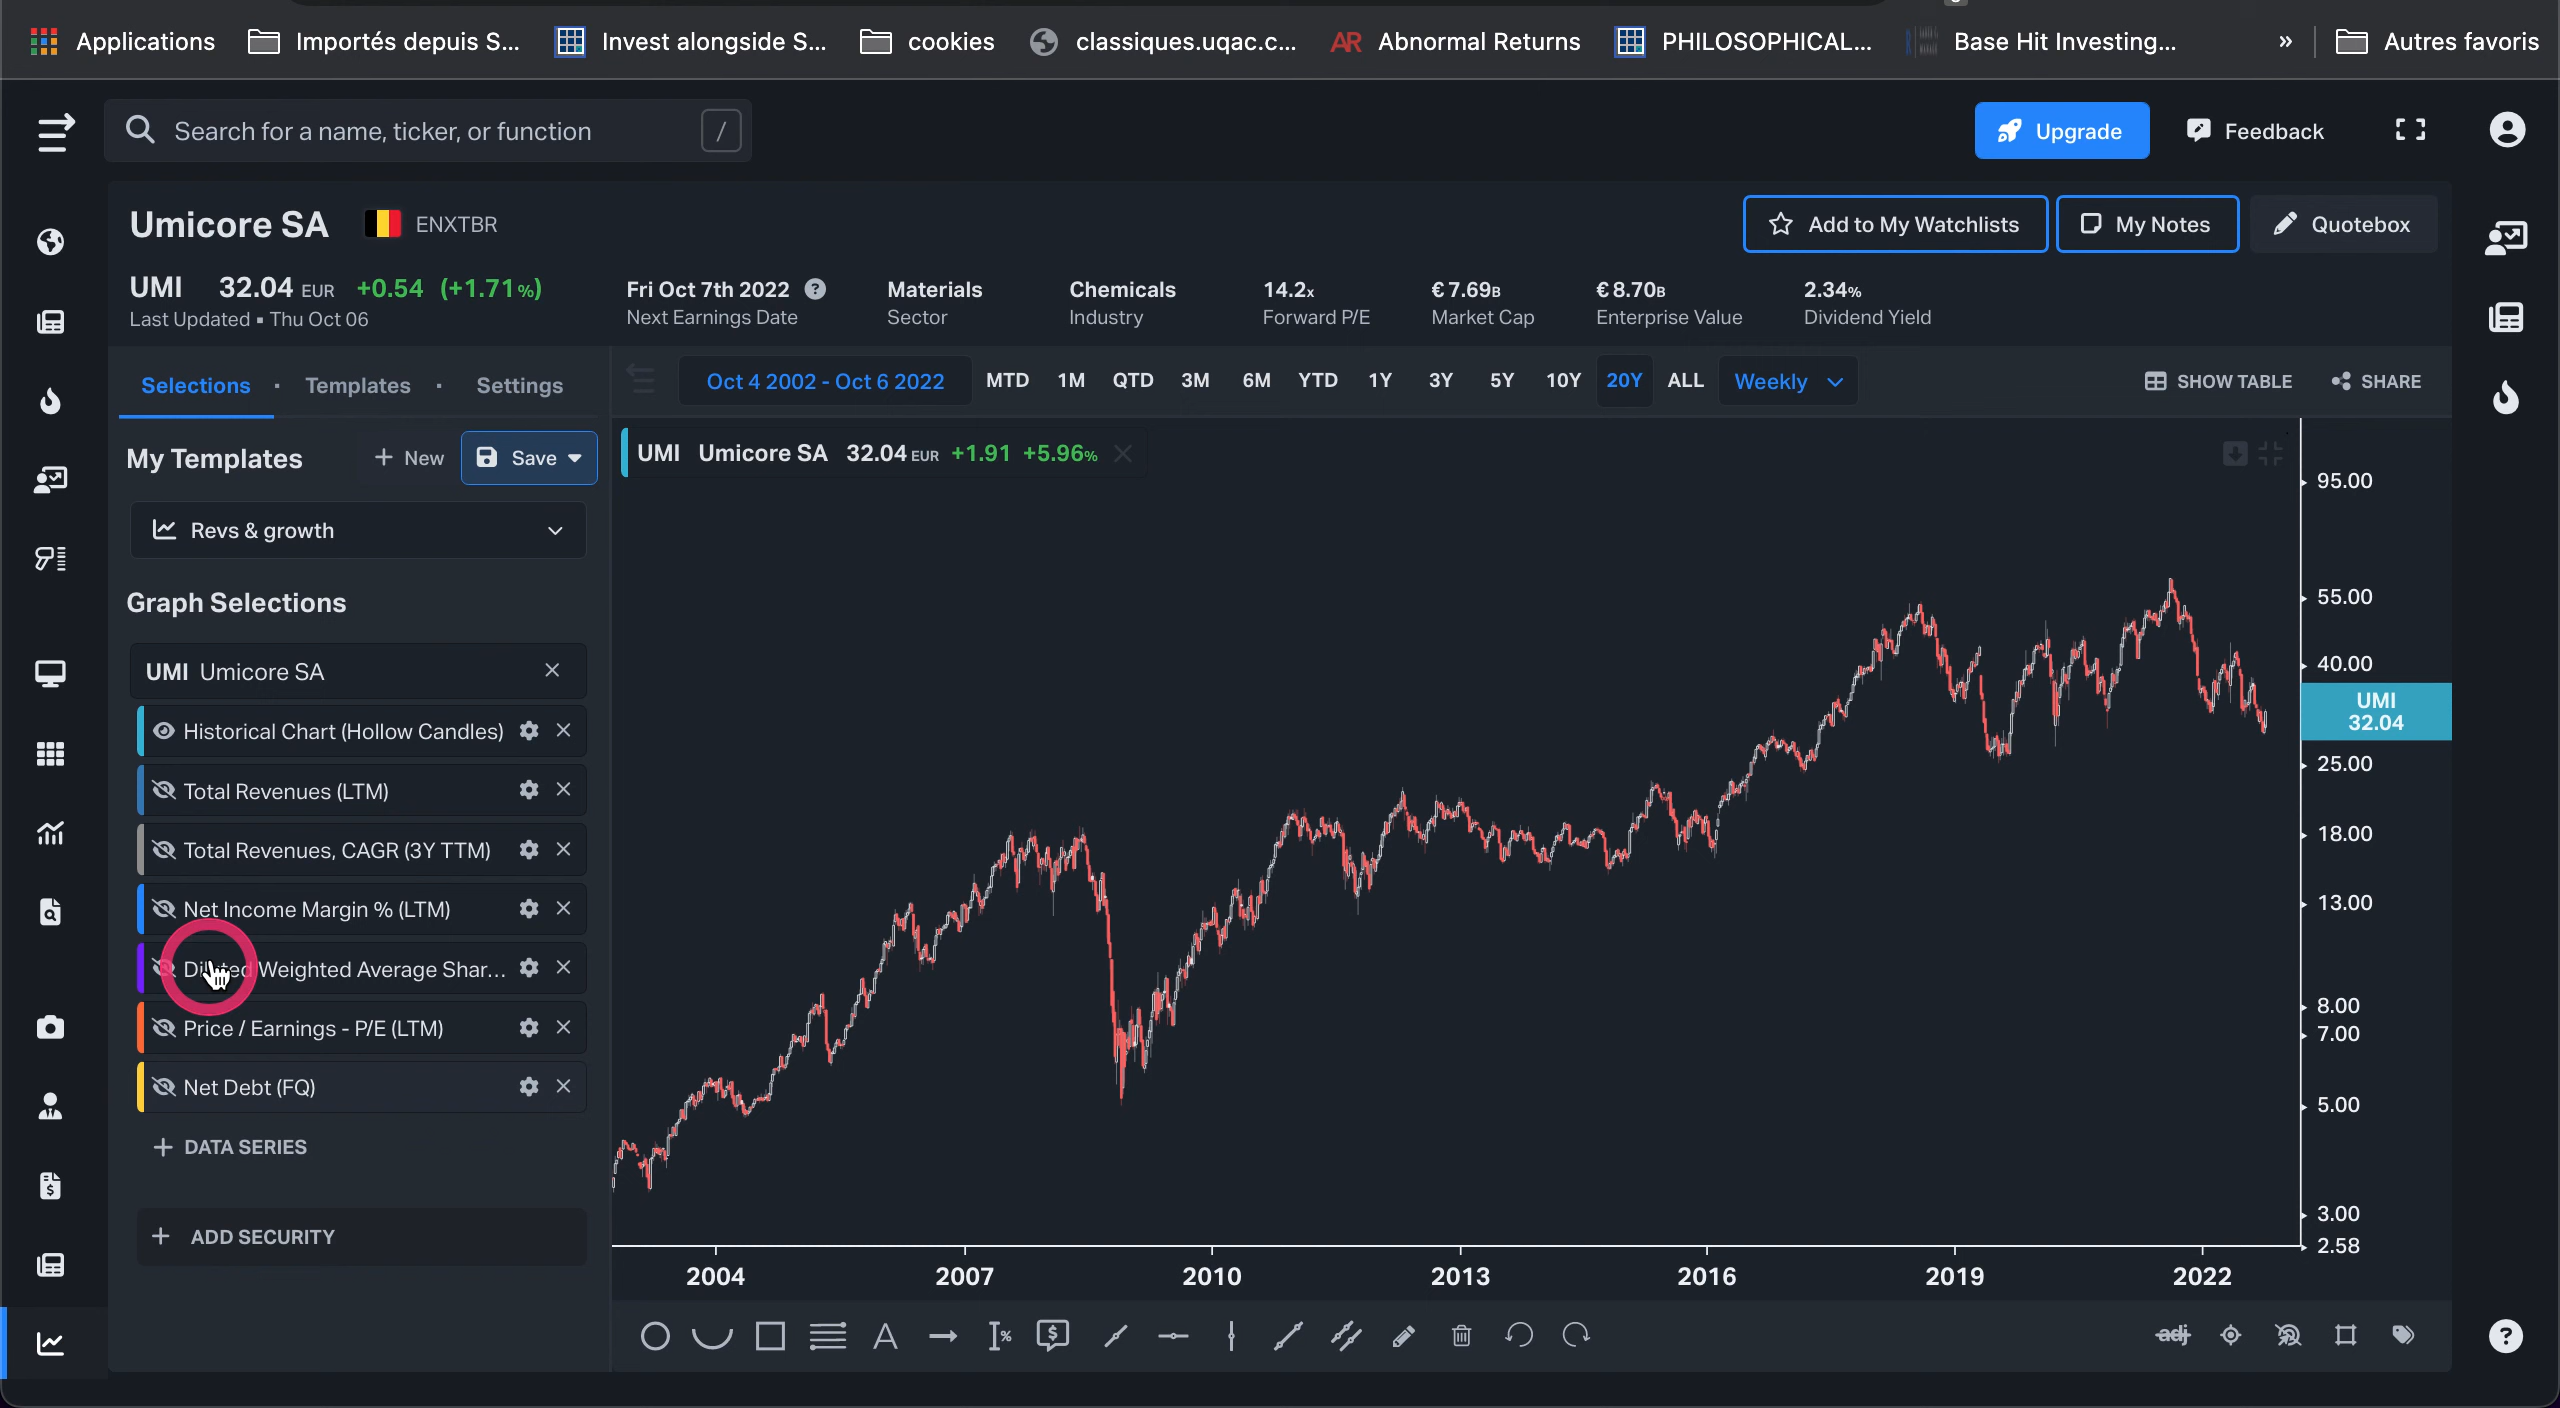 Applications
Importés depuis S...
Invest alongside S...
cookies
classiques.uqac.c...
AR Abnormal Returns
PHILOSOPHICAL...
Base Hit Investing...
»
Autres favoris
Search for a name, ticker, or function /
Upgrade
Feedback
Umicore SA ENXTBR
Add to My Watchlists
My Notes
Quotebox
UMI 32.04 EUR +0.54 (+1.71%)
Last Updated ▪ Thu Oct 06
Fri Oct 7th 2022 ?
Next Earnings Date
Materials
Sector
Chemicals
Industry
14.2x
Forward P/E
€7.69B
Market Cap
€8.70B
Enterprise Value
2.34%
Dividend Yield
Selections · Templates · Settings
Oct 4 2002 - Oct 6 2022 MTD 1M QTD 3M 6M YTD 1Y 3Y 5Y 10Y 20Y ALL Weekly
SHOW TABLE
SHARE
My Templates + New Save
Revs & growth
Graph Selections
UMI Umicore SA
Historical Chart (Hollow Candles)
Total Revenues (LTM)
Total Revenues, CAGR (3Y TTM)
Net Income Margin % (LTM)
Diluted Weighted Average Shar...
Price / Earnings - P/E (LTM)
Net Debt (FQ)
+ DATA SERIES
+ ADD SECURITY
UMI Umicore SA 32.04 EUR +1.91 +5.96%
95.00
55.00
40.00
UMI
32.04
25.00
18.00
13.00
8.00
7.00
5.00
3.00
2.58
2004 2007 2010 2013 2016 2019 2022
A
%
$
adj
?